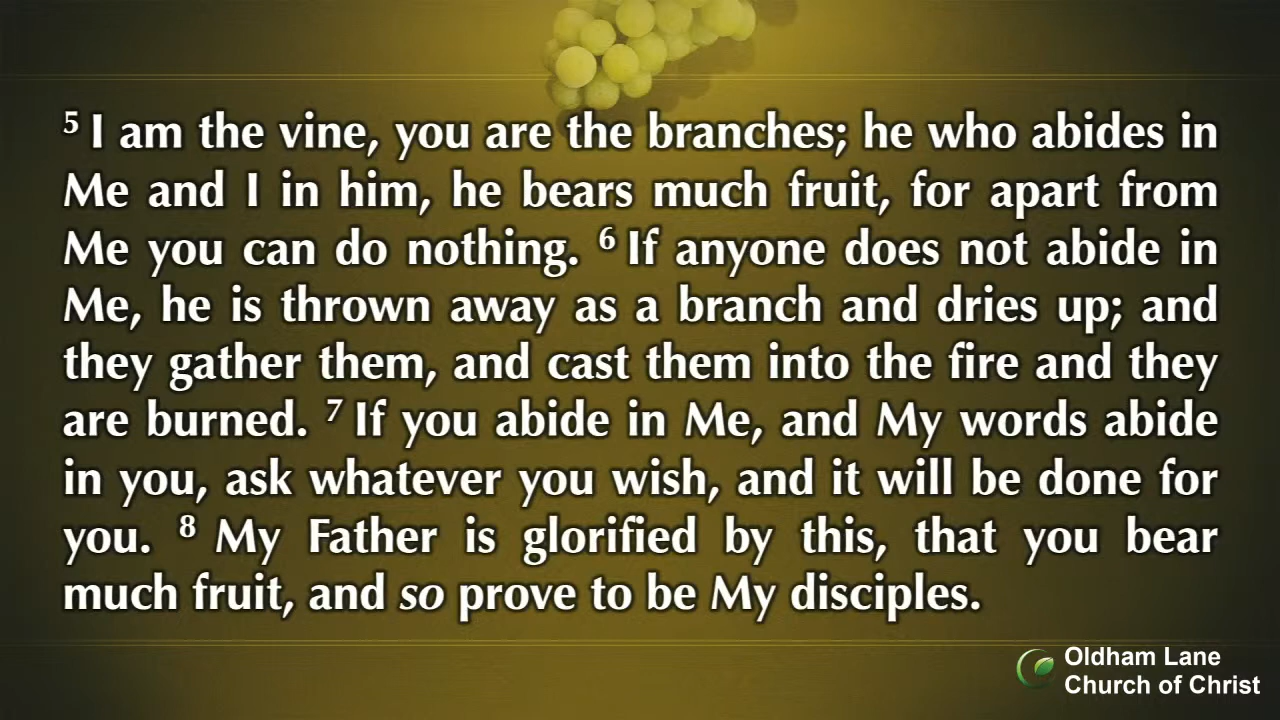 5 I am the vine, you are the branches; he who abides in
Me and I in him, he bears much fruit, for apart from
Me you can do nothing. 6 If anyone does not abide in
Me, he is thrown away as a branch and dries up; and
they gather them, and cast them into the fire and they
are burned. 7 If you abide in Me, and My words abide
in you, ask whatever you wish, and it will be done for
you. 8 My Father is glorified by this, that you bear
much fruit, and so prove to be My disciples.
Oldham Lane
Church of Christ